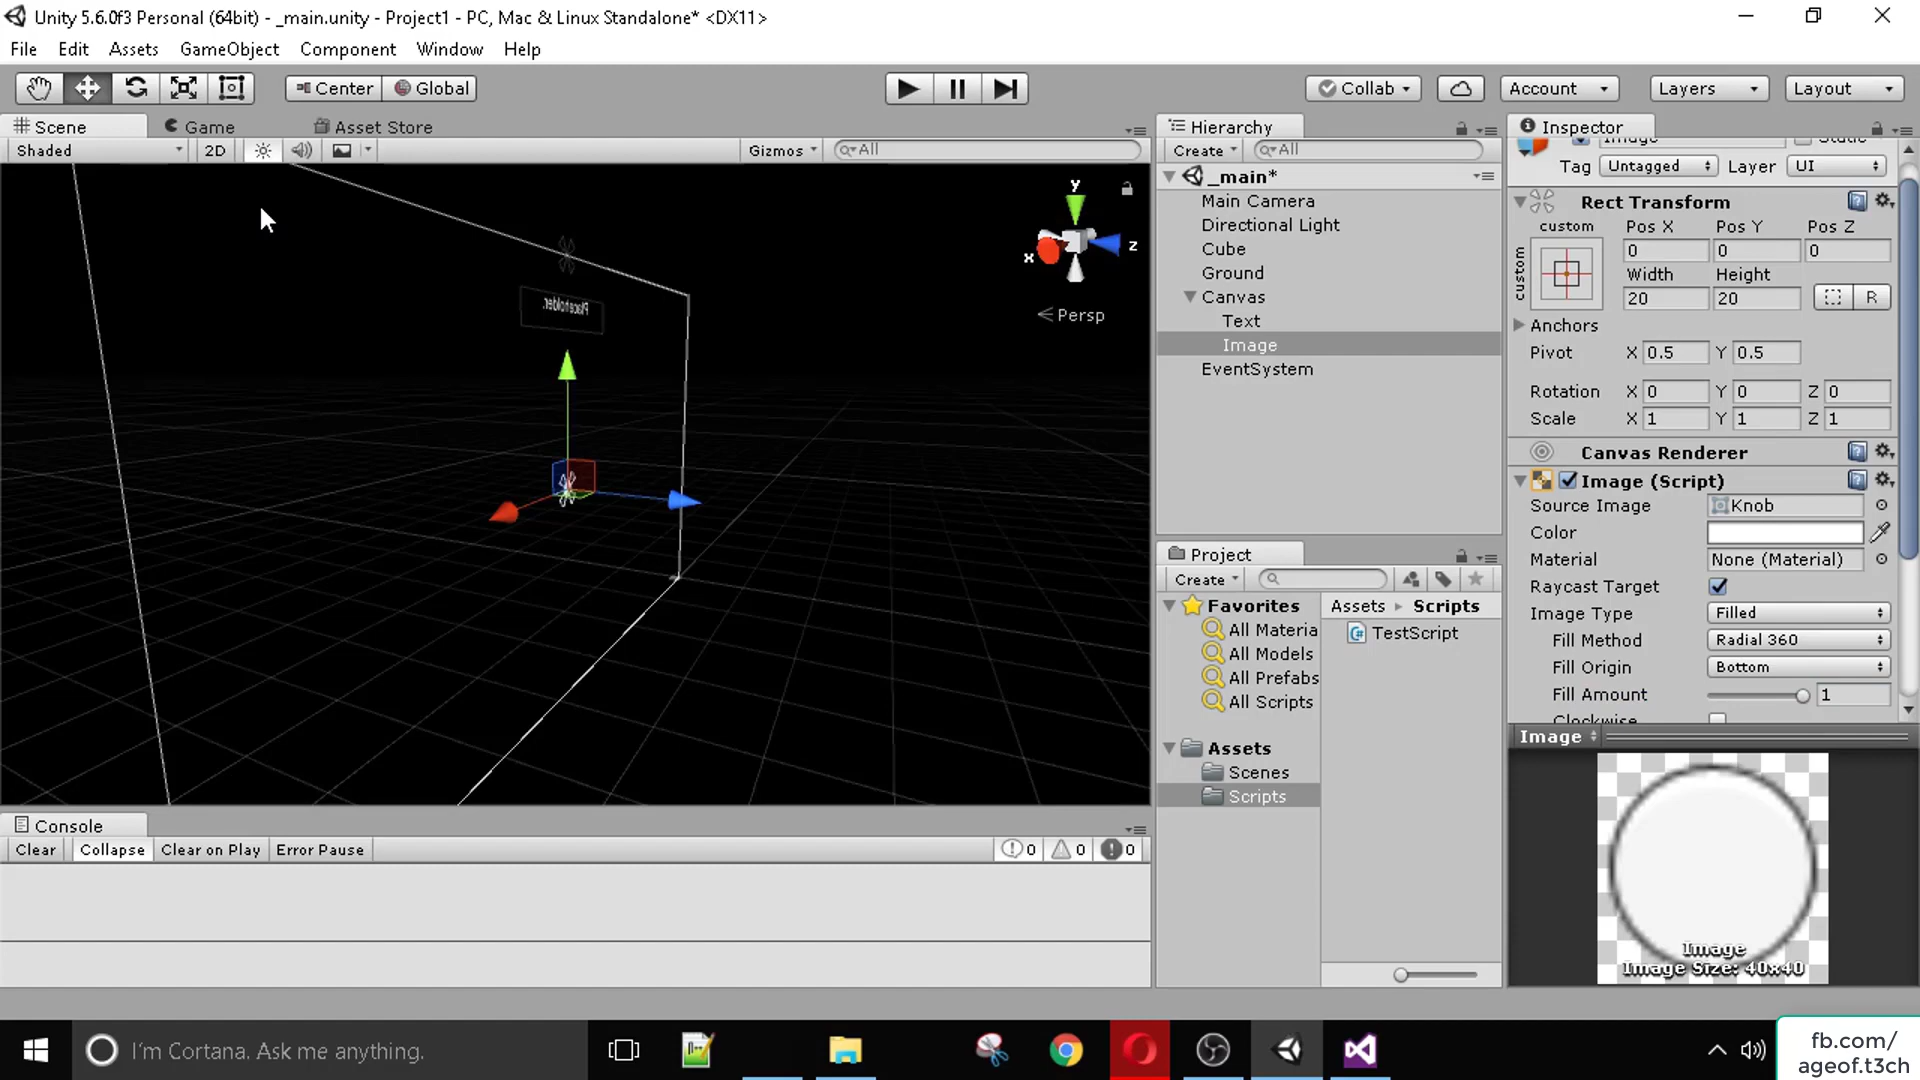 Unity 5.6.0f3 Personal (64bit) - _main.unity - Project1 - PC, Mac & Linux Standalone* <DX11>
File Edit Assets GameObject Component Window Help
Center Global
Collab Account Layers Layout
Scene Game Asset Store
Shaded 2D Gizmos All
y
z
x
Persp
Placeholder.
Hierarchy
Create All
_main*
Main Camera
Directional Light
Cube
Ground
Canvas
Text
Image
EventSystem
Project
Create
Favorites
All Materia
All Models
All Prefabs
All Scripts
Assets
Scenes
Scripts
Assets Scripts
TestScript
Inspector
Tag Untagged Layer UI
Rect Transform
custom Pos X Pos Y Pos Z
custom
0 0 0
Width Height
20 20 R
Anchors
Pivot X 0.5 Y 0.5
Rotation X 0 Y 0 Z 0
Scale X 1 Y 1 Z 1
Canvas Renderer
Image (Script)
Source Image Knob
Color
Material None (Material)
Raycast Target
Image Type Filled
Fill Method Radial 360
Fill Origin Bottom
Fill Amount 1
Clockwise
Image
Image
Image Size: 40x40
Console
Clear Collapse Clear on Play Error Pause 0 0 0
I'm Cortana. Ask me anything.
fb.com/
ageof.t3ch